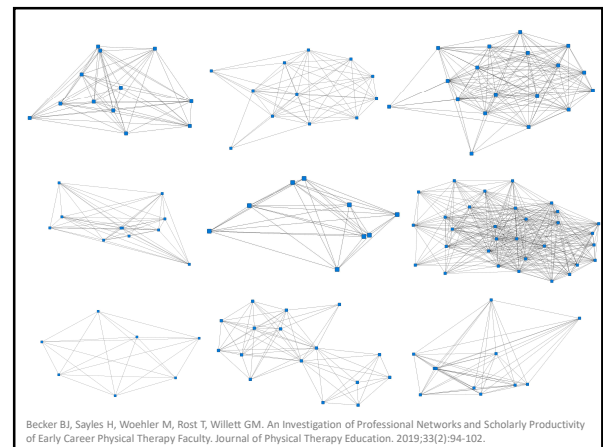 Becker BJ, Sayles H, Woehler M, Rost T, Willett GM. An Investigation of Professional Networks and Scholarly Productivity
of Early Career Physical Therapy Faculty. Journal of Physical Therapy Education. 2019;33(2):94-102.